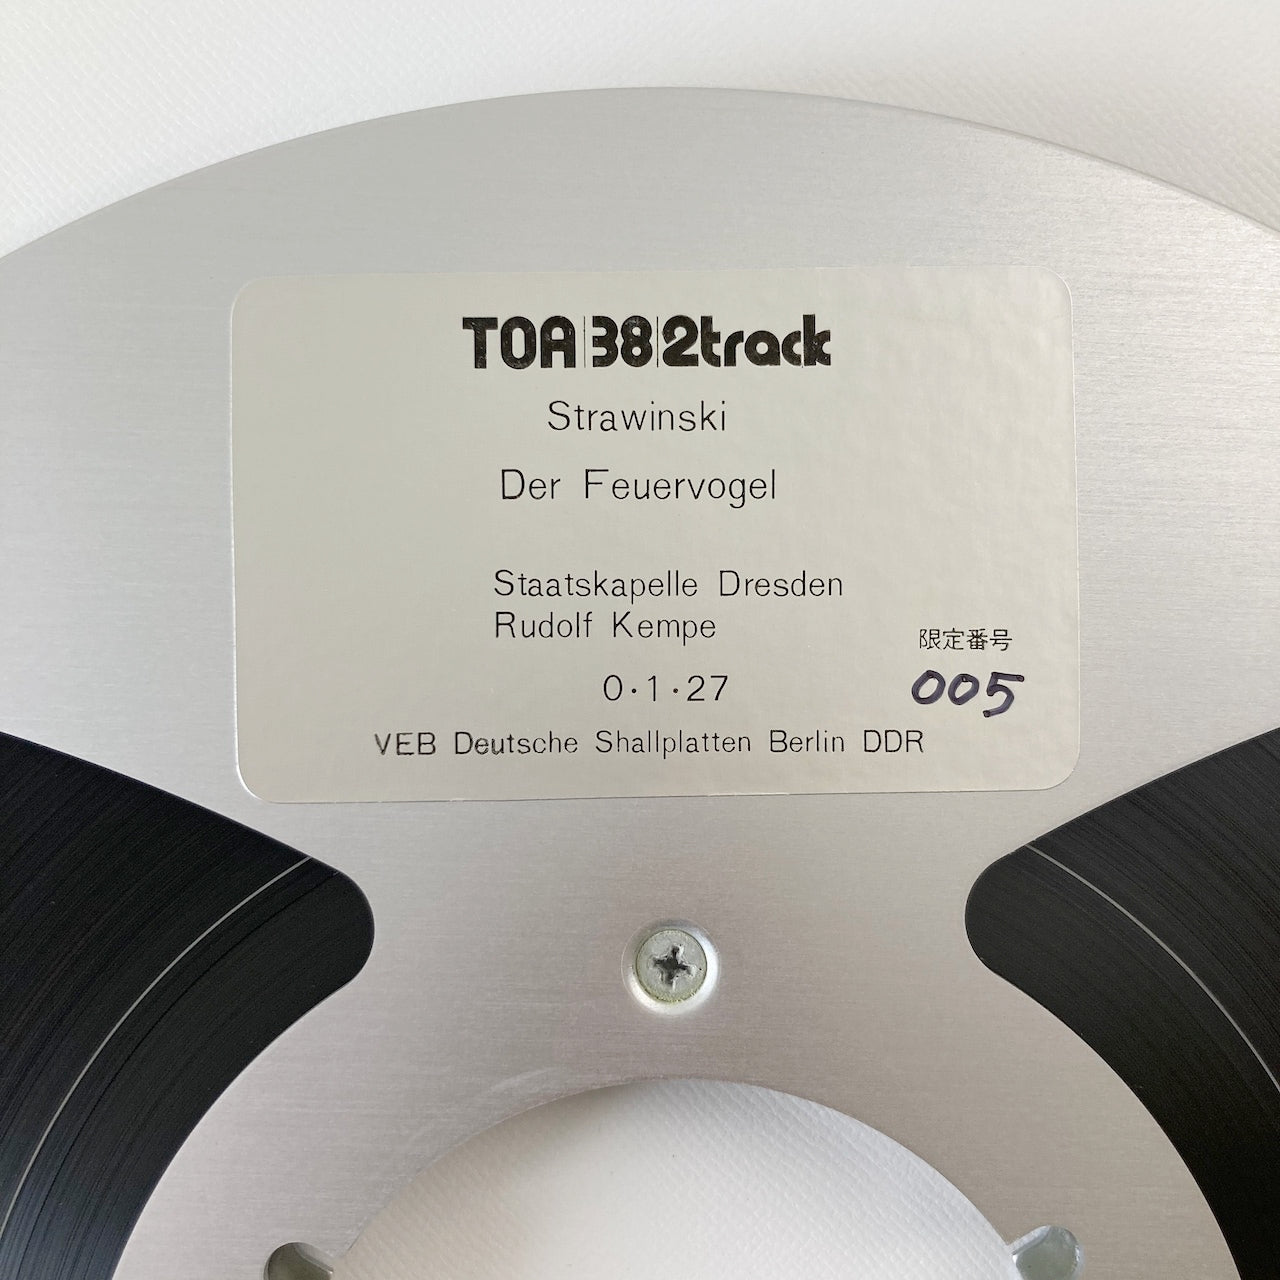 TOA|38|2track
Strawinski
Der Feuervogel
Staatskapelle Dresden
Rudolf Kempe
限定番号
0・1・27
005
VEB Deutsche Shallplatten Berlin DDR